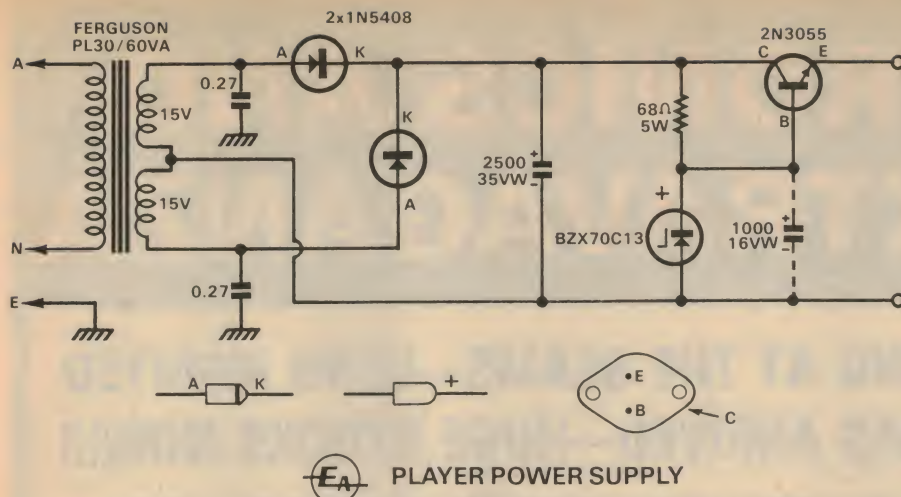 FERGUSON
PL30/60VA
2x1N5408
2N3055
A
A
K
C
E
0.27
15V
68Ω
5W
B
K
2500
35VW
+
-
A
15V
+
BZX70C13
1000
16VW
+
-
N
0.27
E
A
K
+
E
B
C
EA PLAYER POWER SUPPLY